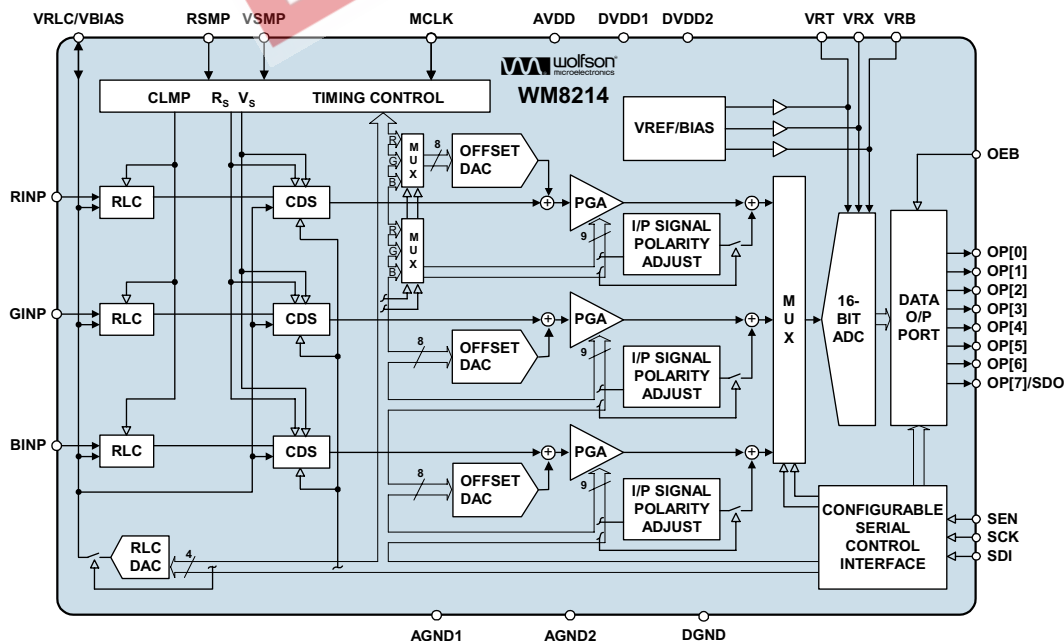 VRLC/VBIAS RSMP VSMP MCLK AVDD DVDD1 DVDD2 VRT VRX VRB
wolfson
microelectronics
WM8214
CLMP RS VS TIMING CONTROL
VREF/BIAS
OEB
R
G
B
MUX
8
OFFSET
DAC
RINP
RLC
CDS
+
PGA
+
9
I/P SIGNAL
POLARITY
ADJUST
R
G
B
MUX
GINP
RLC
CDS
8
OFFSET
DAC
+
PGA
+
9
I/P SIGNAL
POLARITY
ADJUST
BINP
RLC
CDS
8
OFFSET
DAC
+
PGA
+
9
I/P SIGNAL
POLARITY
ADJUST
MUX
16-
BIT
ADC
DATA
O/P
PORT
OP[0]
OP[1]
OP[2]
OP[3]
OP[4]
OP[5]
OP[6]
OP[7]/SDO
RLC
DAC
4
CONFIGURABLE
SERIAL
CONTROL
INTERFACE
SEN
SCK
SDI
AGND1 AGND2 DGND